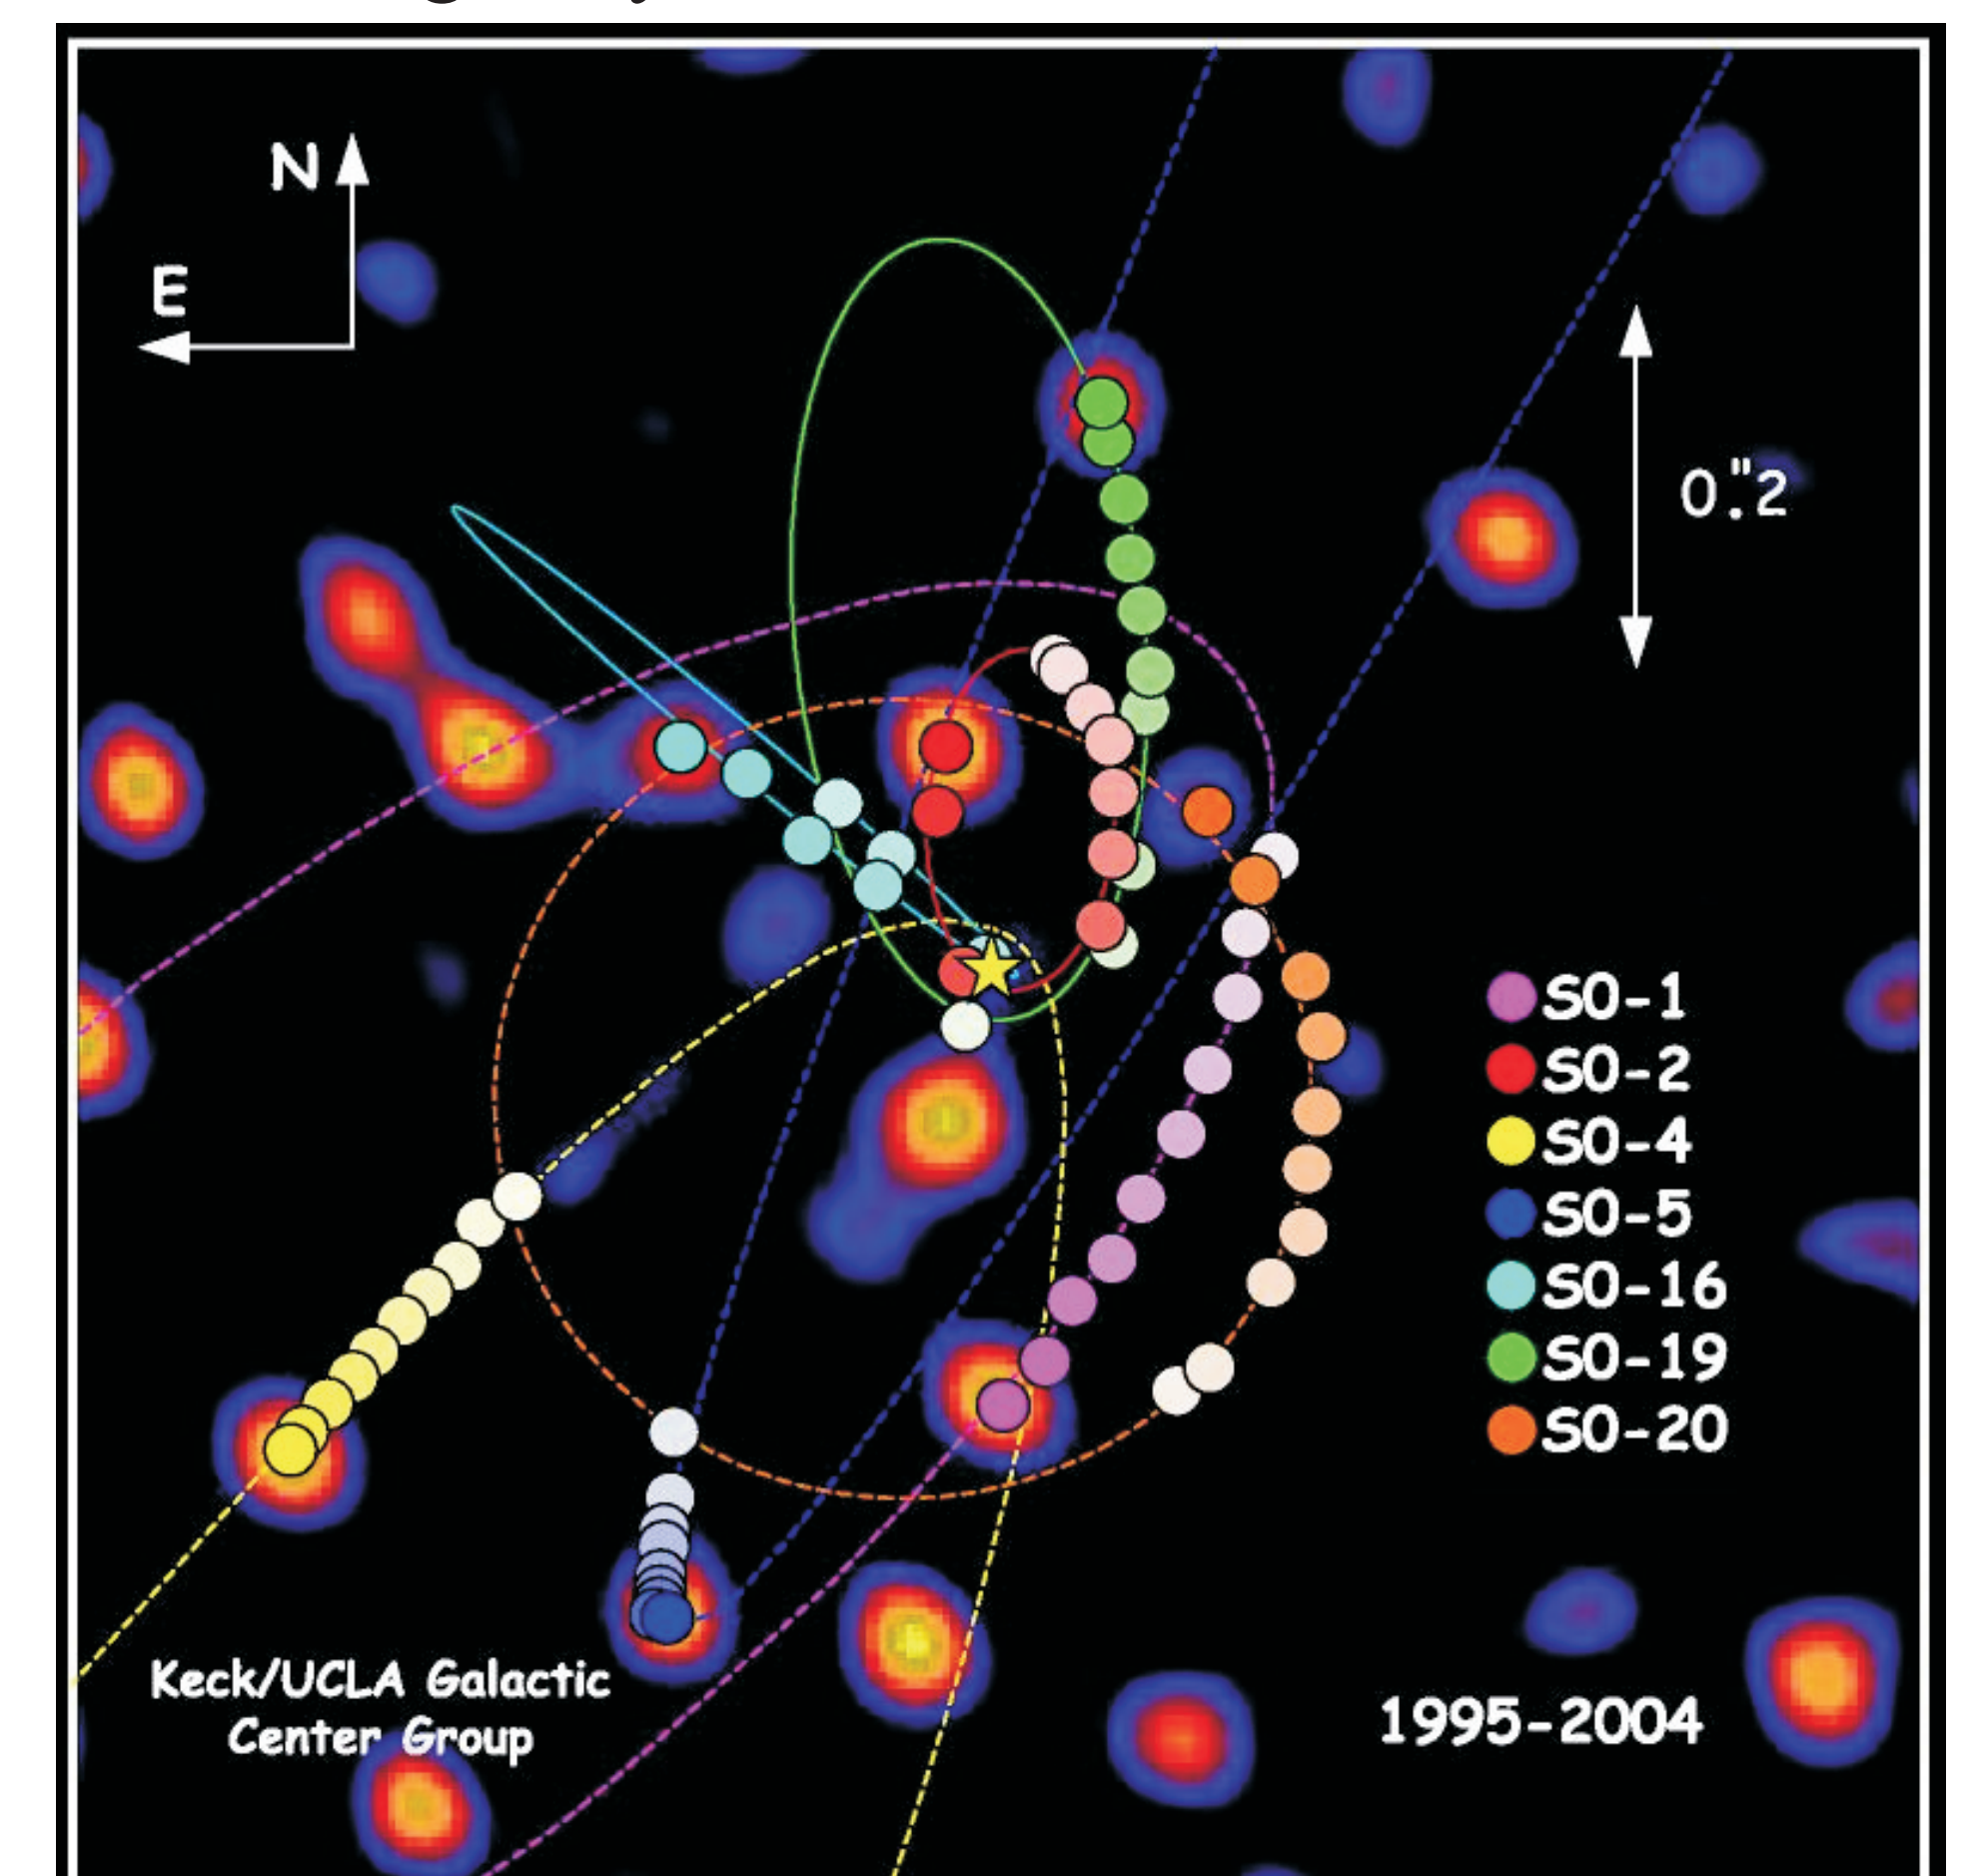 N
E
0."2
S0-1
S0-2
S0-4
S0-5
S0-16
S0-19
S0-20
Keck/UCLA Galactic
Center Group
1995-2004